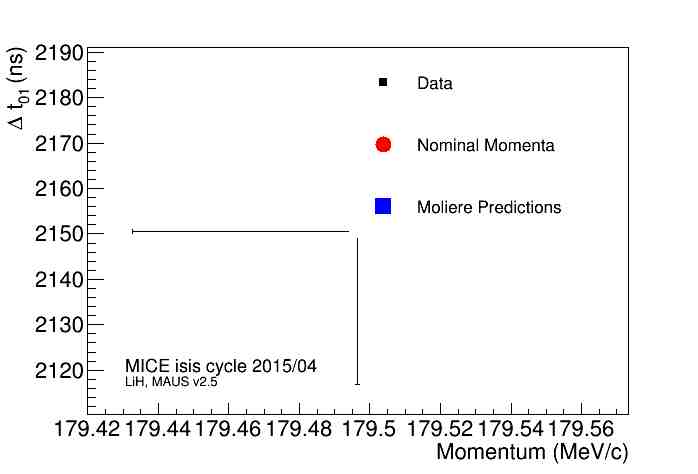 Δ t01 (ns)
2190
2180
2170
2160
2150
2140
2130
2120
Data
Nominal Momenta
Moliere Predictions
MICE isis cycle 2015/04
LiH, MAUS v2.5
179.42 179.44 179.46 179.48 179.5 179.52 179.54 179.56
Momentum (MeV/c)